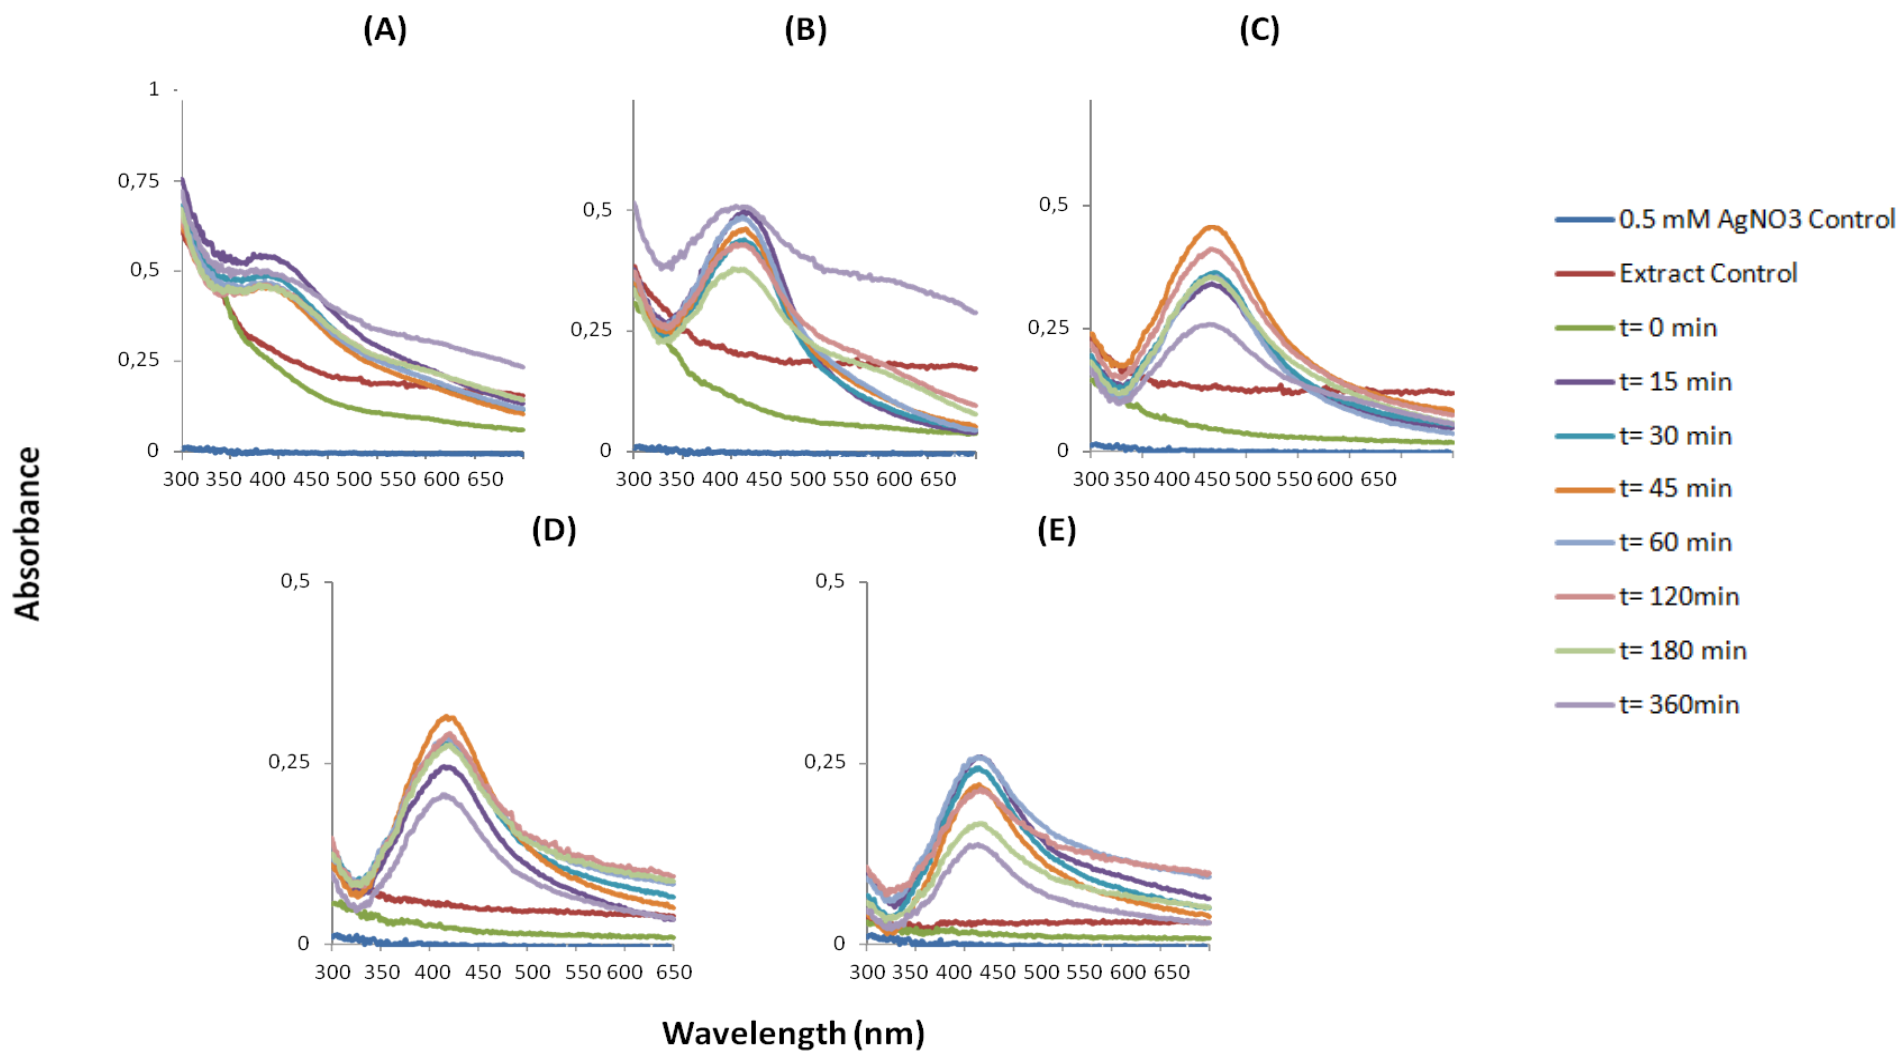 (A)
(B)
(C)
1
0,75
0,5
0,25
0
300 350 400 450 500 550 600 650
0,5
0,25
0
300 350 400 450 500 550 600 650
0,5
0,25
0
300 350 400 450 500 550 600 650
0.5 mM AgNO3 Control
Extract Control
t= 0 min
t= 15 min
t= 30 min
t= 45 min
t= 60 min
t= 120min
t= 180 min
t= 360min
Absorbance
(D)
(E)
0,5
0,25
0
300 350 400 450 500 550 600 650
0,5
0,25
0
300 350 400 450 500 550 600 650
Wavelength (nm)